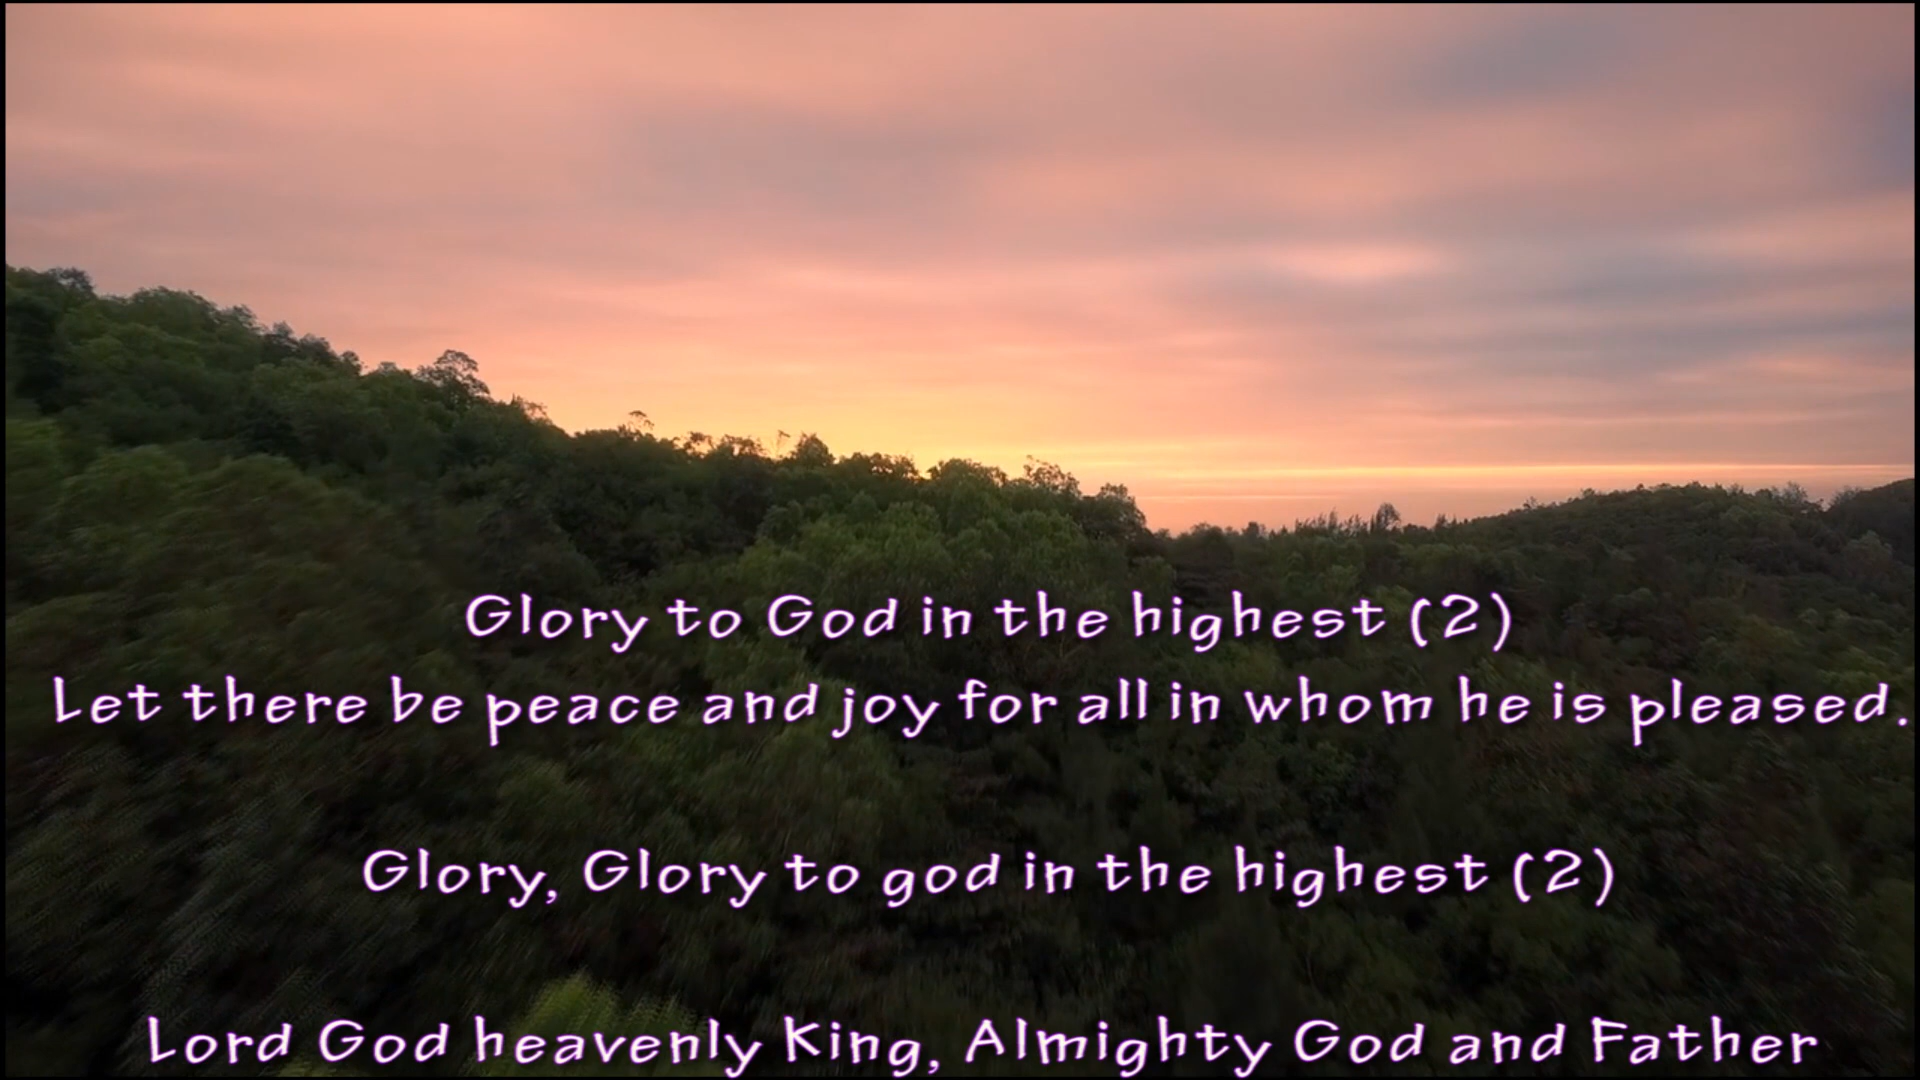 Glory to God in the highest (2)
Let there be peace and joy for all in whom he is pleased.
Glory, Glory to god in the highest (2)
Lord God heavenly King, Almighty God and Father